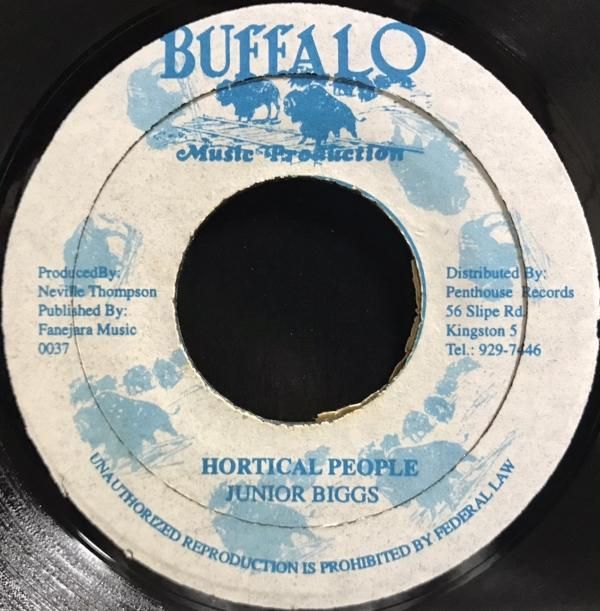 BUFFALO
Music Production
ProducedBy:
Neville Thompson
Published By:
Fanejara Music
0037
Distributed By:
Penthouse Records
56 Slipe Rd.
Kingston 5
Tel.: 929-7446
HORTICAL PEOPLE
JUNIOR BIGGS
UNAUTHORIZED REPRODUCTION IS PROHIBITED BY FEDERAL LAW